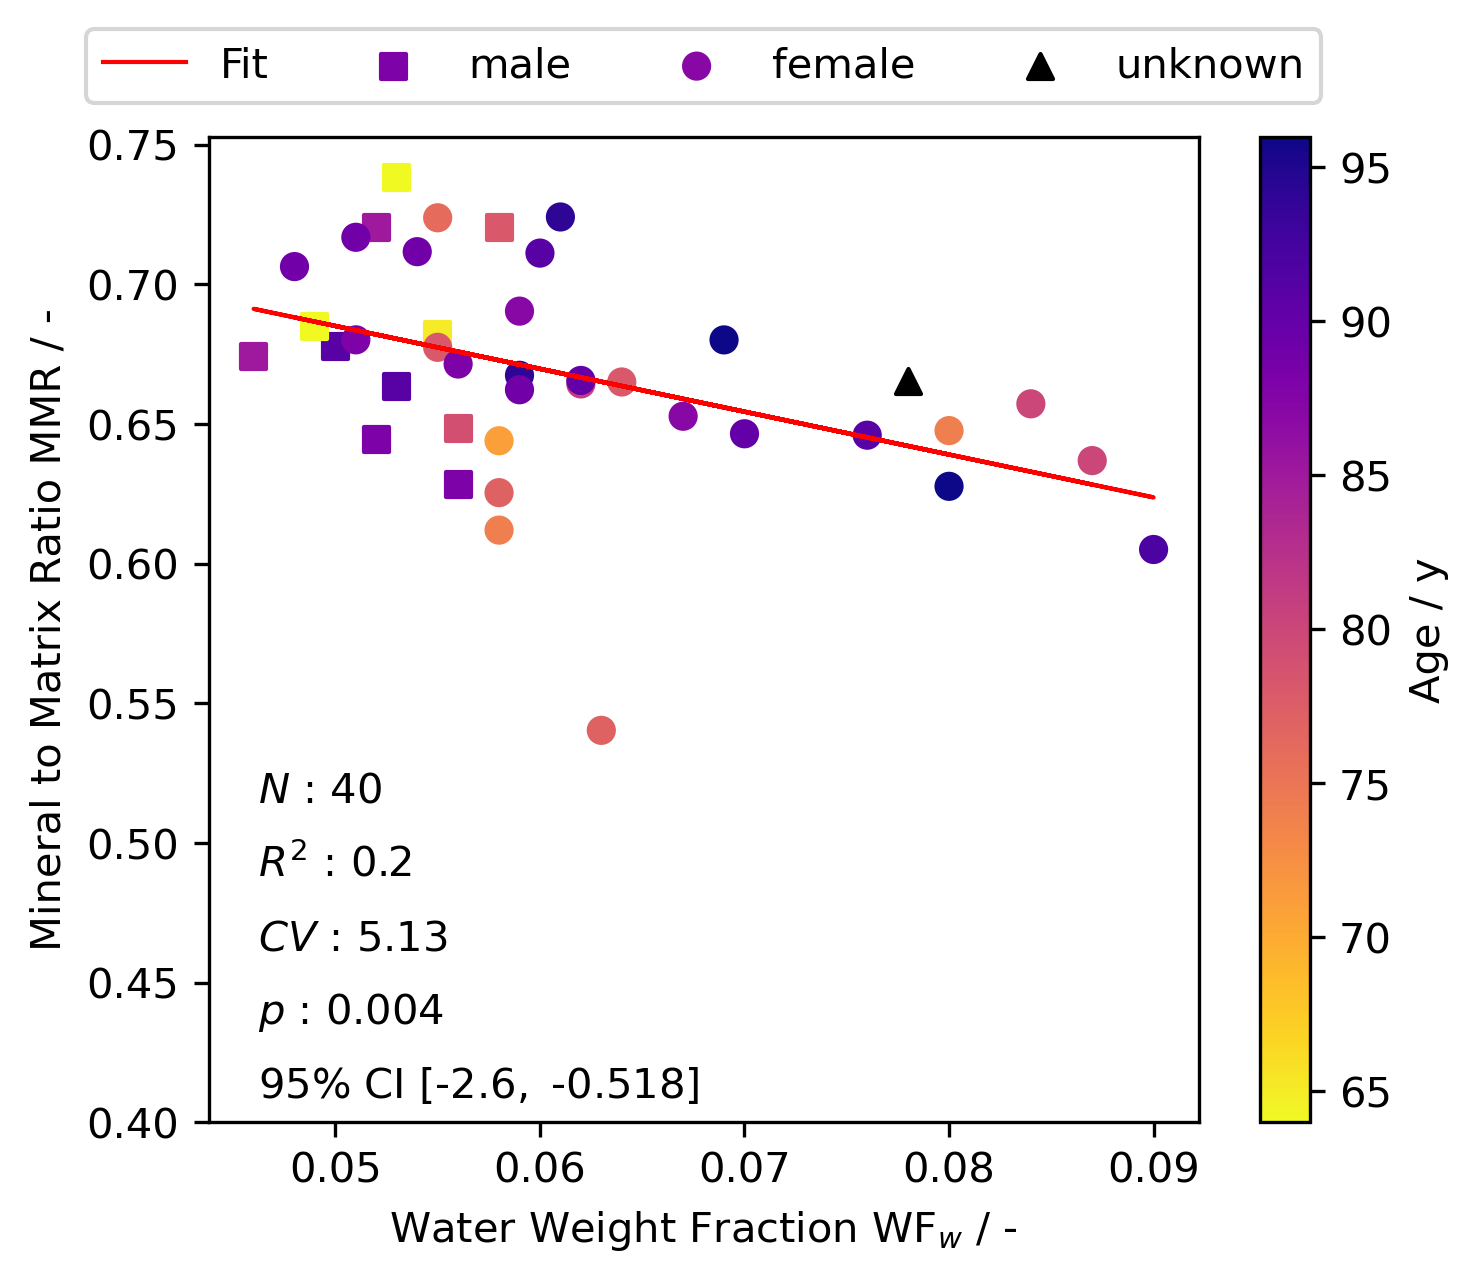 Fit male female unknown
0.75
0.70
0.65
0.60
0.55
0.50
0.45
0.40
Mineral to Matrix Ratio MMR / -
N : 40
R² : 0.2
CV : 5.13
p : 0.004
95% CI [-2.6, -0.518]
0.05 0.06 0.07 0.08 0.09
Water Weight Fraction WF_w / -
95
90
85
80
75
70
65
Age / y